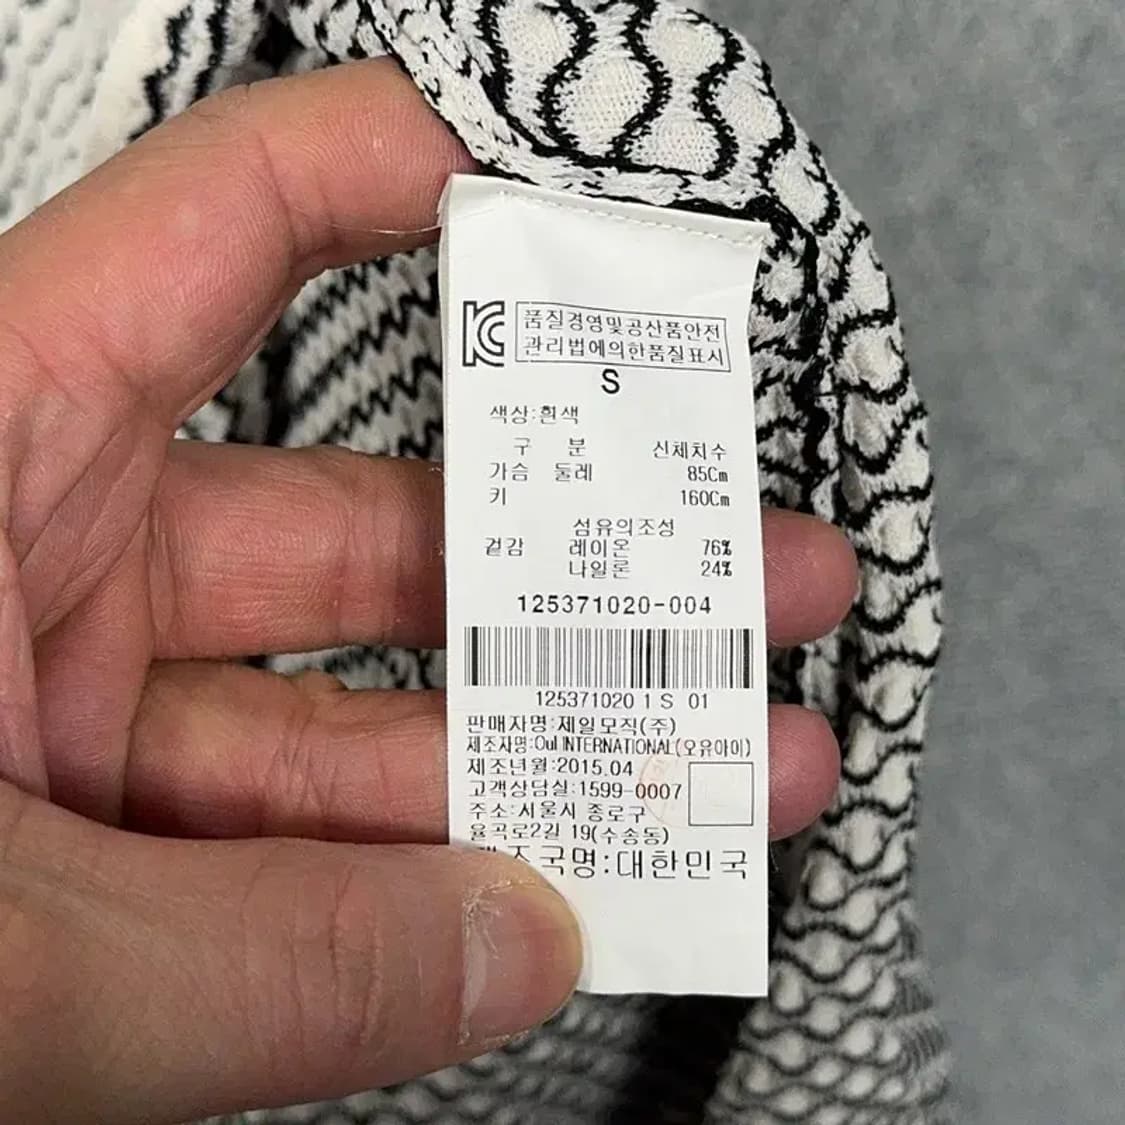 KC
품질경영및공산품안전
관리법에의한품질표시
S
색상:흰색
구 분 신체치수
가슴 둘레 85Cm
키 160Cm
섬유의조성
겉감 레이온 76%
나일론 24%
125371020-004
125371020 1 S 01
판매자명:제일모직(주)
제조자명:OuI INTERNATIONAL(오유아이)
제조년월:2015.04
고객상담실:1599-0007
주소:서울시 종로구
율곡로2길 19(수송동)
국명:대한민국